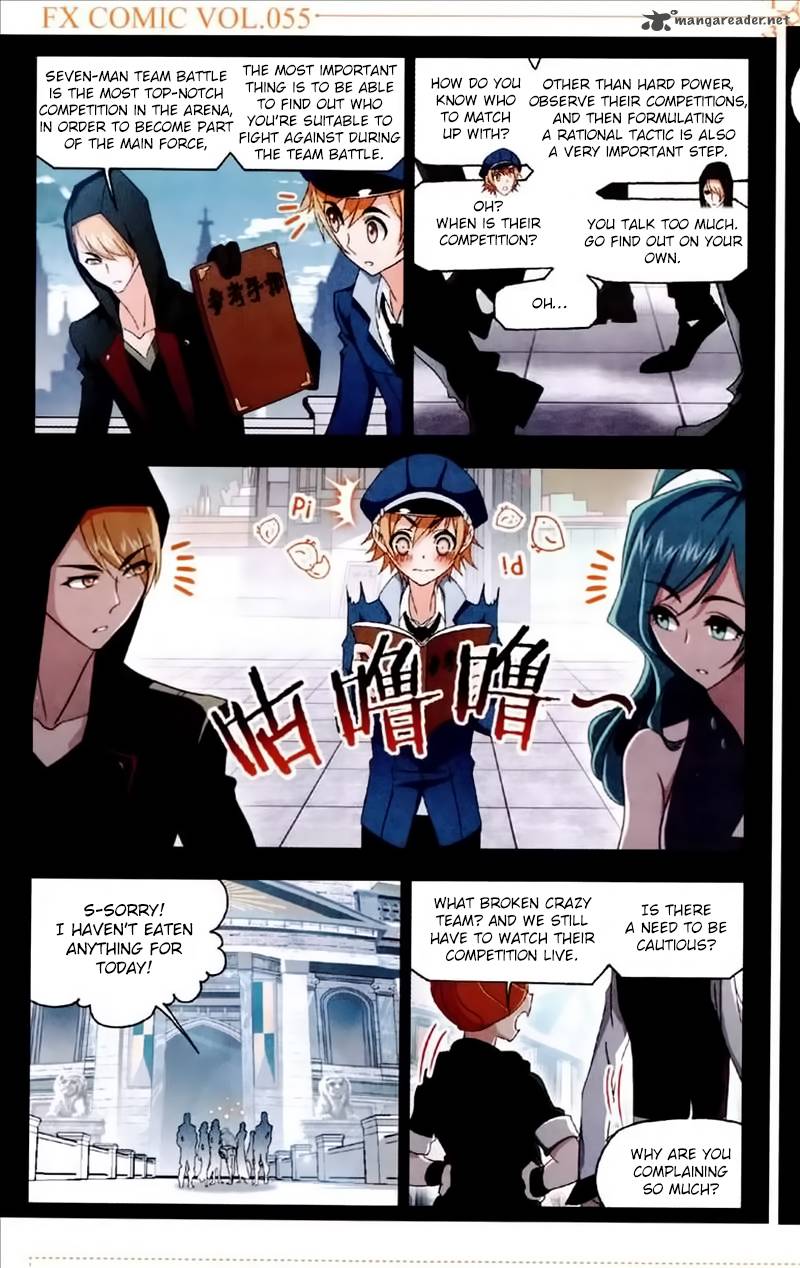 FX COMIC VOL.055
mangareader.net
SEVEN-MAN TEAM BATTLE
IS THE MOST TOP-NOTCH
COMPETITION IN THE ARENA,
IN ORDER TO BECOME PART
OF THE MAIN FORCE,
THE MOST IMPORTANT
THING IS TO BE ABLE
TO FIND OUT WHO
YOU'RE SUITABLE TO
FIGHT AGAINST DURING
THE TEAM BATTLE.
参考手册
HOW DO YOU
KNOW WHO
TO MATCH
UP WITH?
OTHER THAN HARD POWER,
OBSERVE THEIR COMPETITIONS,
AND THEN FORMULATING
A RATIONAL TACTIC IS ALSO
A VERY IMPORTANT STEP.
OH?
WHEN IS THEIR
COMPETITION?
YOU TALK TOO MUCH.
GO FIND OUT ON YOUR
OWN.
OH...
Pi
Pi
咕噜噜~
S-SORRY!
I HAVEN'T EATEN
ANYTHING FOR
TODAY!
WHAT BROKEN CRAZY
TEAM? AND WE STILL
HAVE TO WATCH THEIR
COMPETITION LIVE.
IS THERE
A NEED TO BE
CAUTIOUS?
WHY ARE YOU
COMPLAINING
SO MUCH?